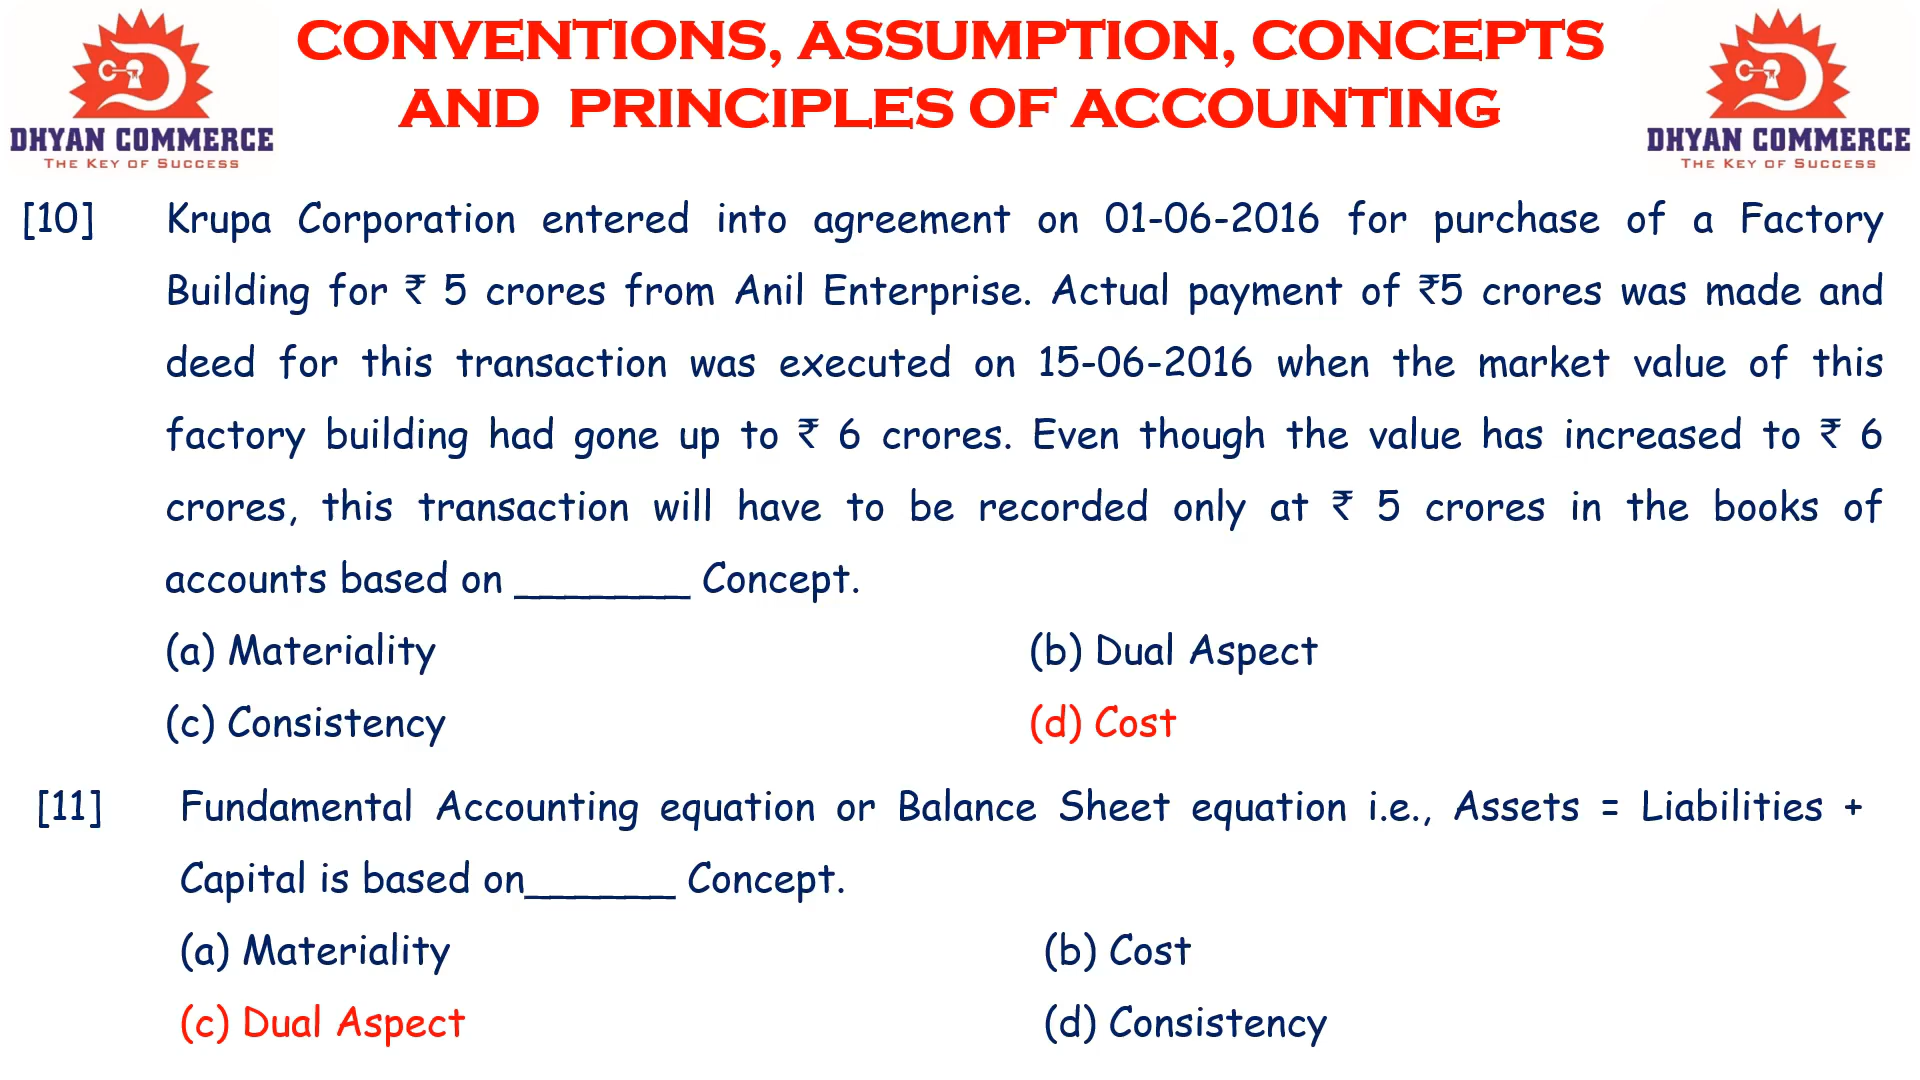 CONVENTIONS, ASSUMPTION, CONCEPTS
AND PRINCIPLES OF ACCOUNTING
DHYAN COMMERCE
THE KEY OF SUCCESS
DHYAN COMMERCE
THE KEY OF SUCCESS
[10] Krupa Corporation entered into agreement on 01-06-2016 for purchase of a Factory
Building for ₹ 5 crores from Anil Enterprise. Actual payment of ₹5 crores was made and
deed for this transaction was executed on 15-06-2016 when the market value of this
factory building had gone up to ₹ 6 crores. Even though the value has increased to ₹ 6
crores, this transaction will have to be recorded only at ₹ 5 crores in the books of
accounts based on _______ Concept.
(a) Materiality (b) Dual Aspect
(c) Consistency (d) Cost
[11] Fundamental Accounting equation or Balance Sheet equation i.e., Assets = Liabilities +
Capital is based on______ Concept.
(a) Materiality (b) Cost
(c) Dual Aspect (d) Consistency